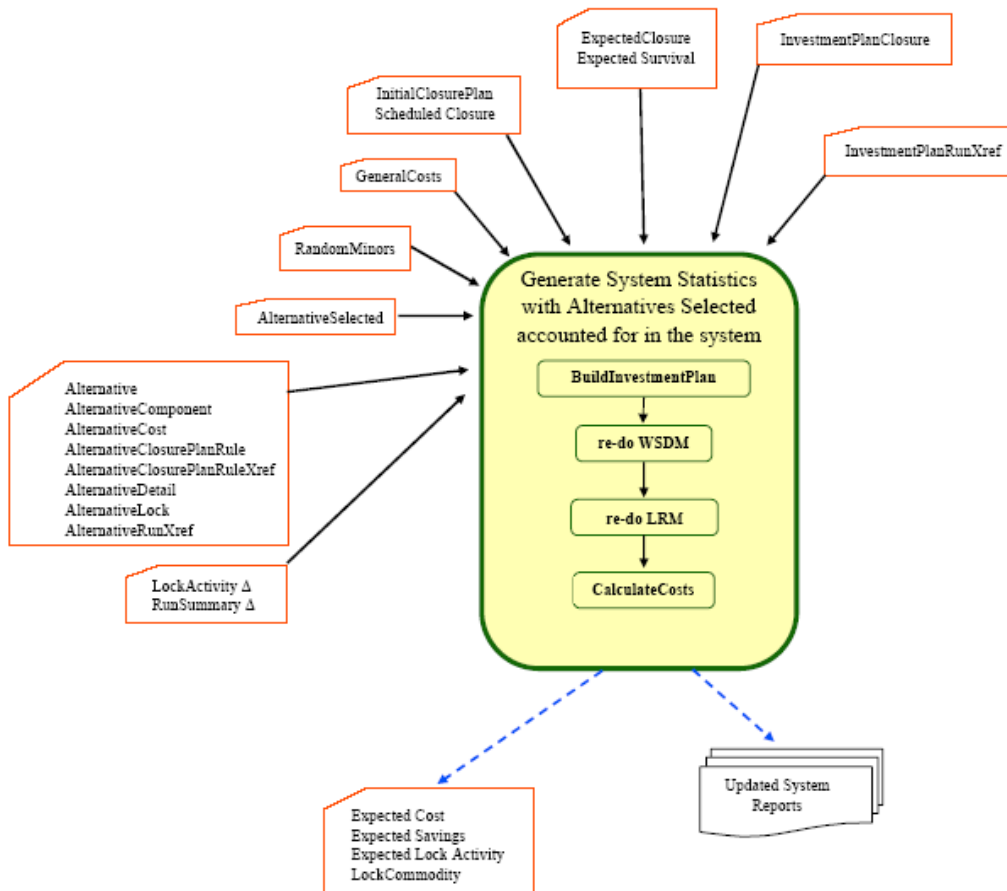 ExpectedClosure
Expected Survival
InvestmentPlanClosure
InitialClosurePlan
Scheduled Closure
InvestmentPlanRunXref
GeneralCosts
RandomMinors
AlternativeSelected
Generate System Statistics
with Alternatives Selected
accounted for in the system
BuildInvestmentPlan
re-do WSDM
re-do LRM
CalculateCosts
Alternative
AlternativeComponent
AlternativeCost
AlternativeClosurePlanRule
AlternativeClosurePlanRuleXref
AlternativeDetail
AlternativeLock
AlternativeRunXref
LockActivity Δ
RunSummary Δ
Updated System
Reports
Expected Cost
Expected Savings
Expected Lock Activity
LockCommodity